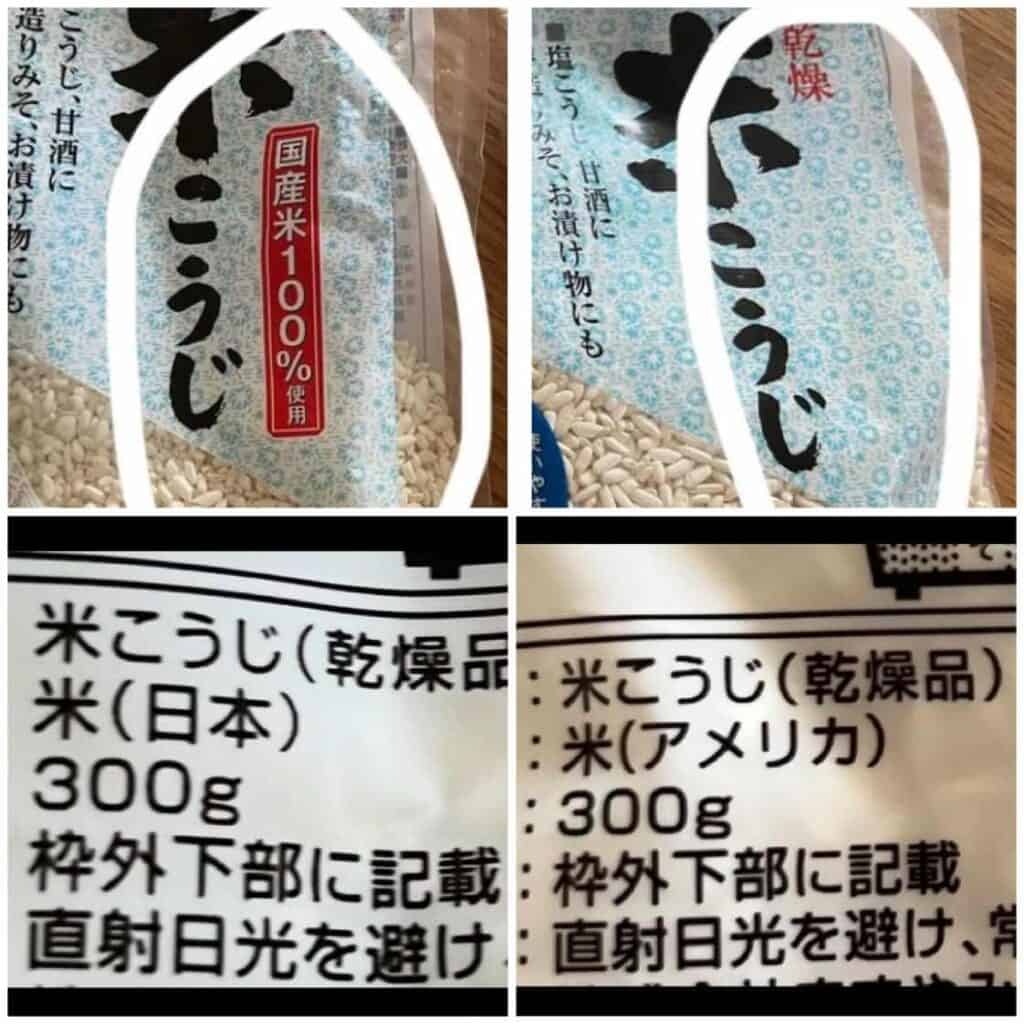 米こうじ
国産米100%使用
こうじ、甘酒に
造りみそ、お漬け物にも
乾燥
米こうじ
■塩こうじ 甘酒に
みそ、お漬け物にも
米こうじ(乾燥品
米(日本)
300g
枠外下部に記載
直射日光を避け、
: 米こうじ(乾燥品)
: 米(アメリカ)
: 300g
: 枠外下部に記載
: 直射日光を避け、常